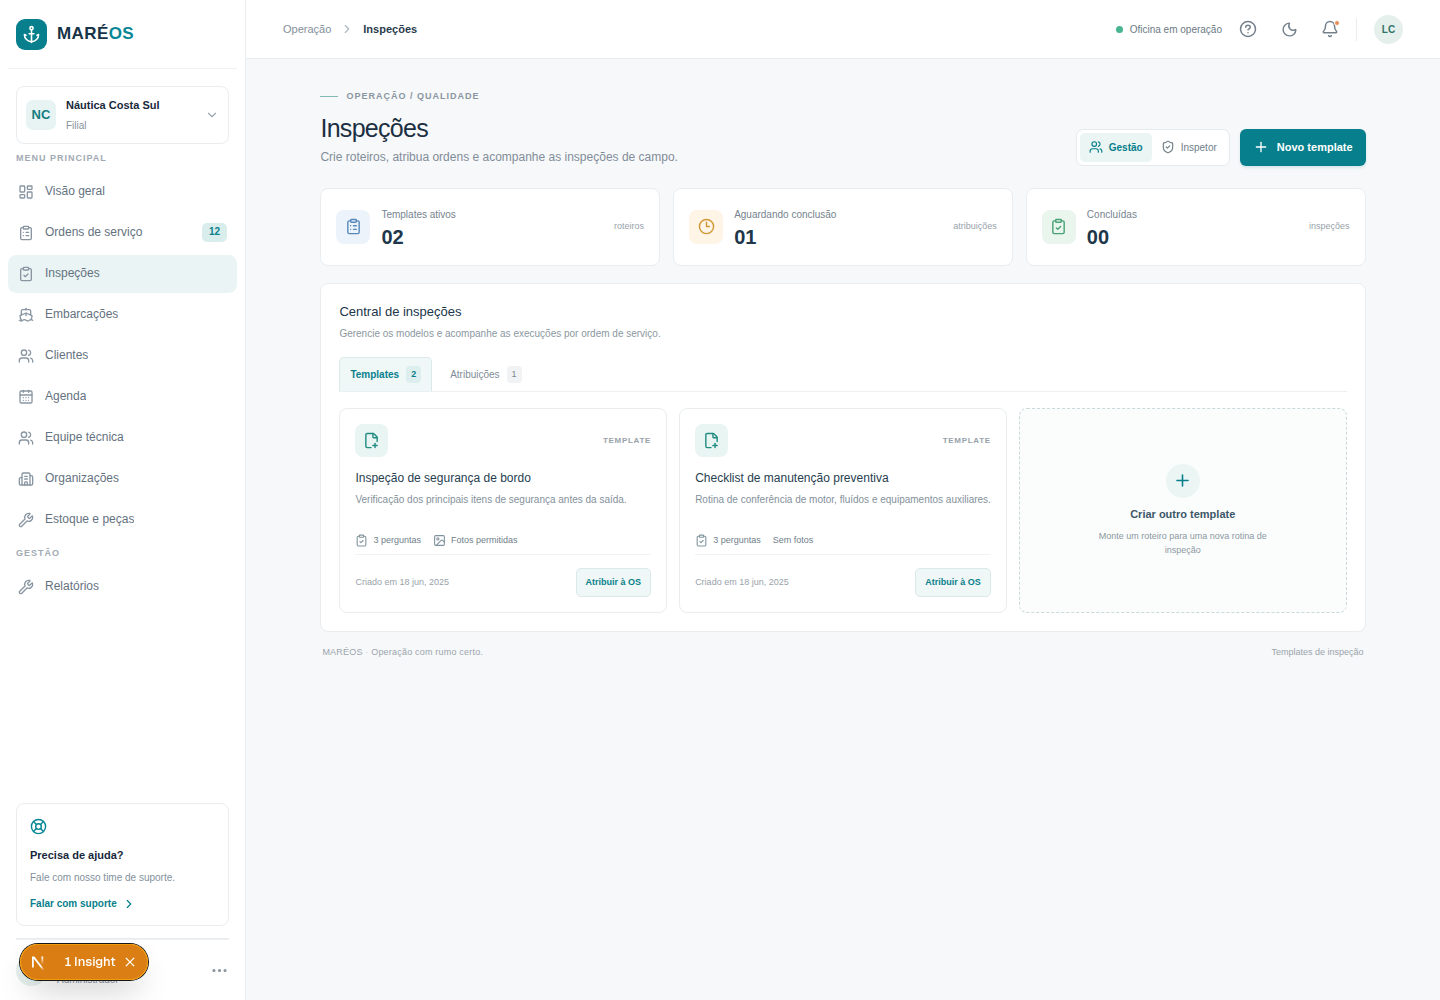 MARÉOS
NC
Náutica Costa Sul
Filial
MENU PRINCIPAL
Visão geral
Ordens de serviço 12
Inspeções
Embarcações
Clientes
Agenda
Equipe técnica
Organizações
Estoque e peças
GESTÃO
Relatórios
Precisa de ajuda?
Fale com nosso time de suporte.
Falar com suporte
1 Insight
Operação Inspeções
Oficina em operação
LC
OPERAÇÃO / QUALIDADE
Inspeções
Crie roteiros, atribua ordens e acompanhe as inspeções de campo.
Gestão Inspetor
Novo template
Templates ativos
02
roteiros
Aguardando conclusão
01
atribuições
Concluídas
00
inspeções
Central de inspeções
Gerencie os modelos e acompanhe as execuções por ordem de serviço.
Templates 2 Atribuições 1
TEMPLATE
Inspeção de segurança de bordo
Verificação dos principais itens de segurança antes da saída.
3 perguntas Fotos permitidas
Criado em 18 jun, 2025
Atribuir à OS
TEMPLATE
Checklist de manutenção preventiva
Rotina de conferência de motor, fluídos e equipamentos auxiliares.
3 perguntas Sem fotos
Criado em 18 jun, 2025
Atribuir à OS
Criar outro template
Monte um roteiro para uma nova rotina de
inspeção
MARÉOS · Operação com rumo certo.
Templates de inspeção